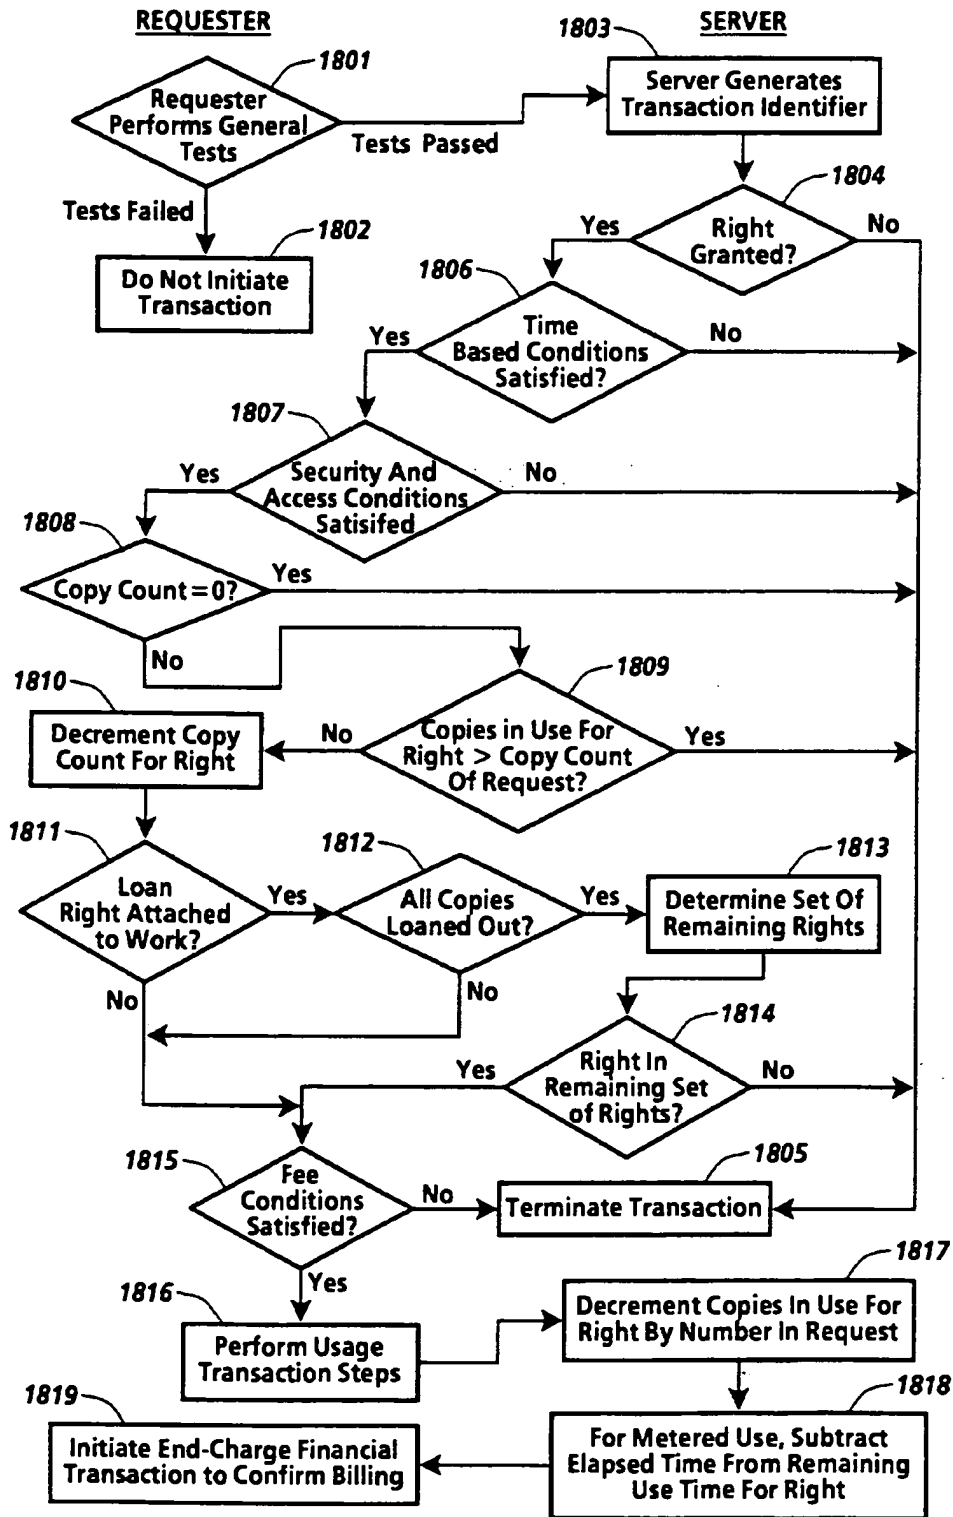 REQUESTER
SERVER
1801
1803
Requester
Performs General
Tests
Server Generates
Transaction Identifier
Tests Passed
Tests Failed
1802
Do Not Initiate
Transaction
1804
Yes
Right
Granted?
No
1806
Yes
Time
Based Conditions
Satisfied?
No
1807
Yes
Security And
Access Conditions
Satisifed
No
1808
Copy Count=0?
Yes
No
1809
1810
Decrement Copy
Count For Right
No
Copies in Use For
Right > Copy Count
Of Request?
Yes
1811
Loan
Right Attached
to Work?
Yes
1812
All Copies
Loaned Out?
Yes
1813
Determine Set Of
Remaining Rights
No
No
1814
Yes
Right In
Remaining Set
of Rights?
No
1815
Fee
Conditions
Satisfied?
No
1805
Terminate Transaction
Yes
1816
Perform Usage
Transaction Steps
1817
Decrement Copies In Use For
Right By Number In Request
1818
For Metered Use, Subtract
Elapsed Time From Remaining
Use Time For Right
1819
Initiate End-Charge Financial
Transaction to Confirm Billing